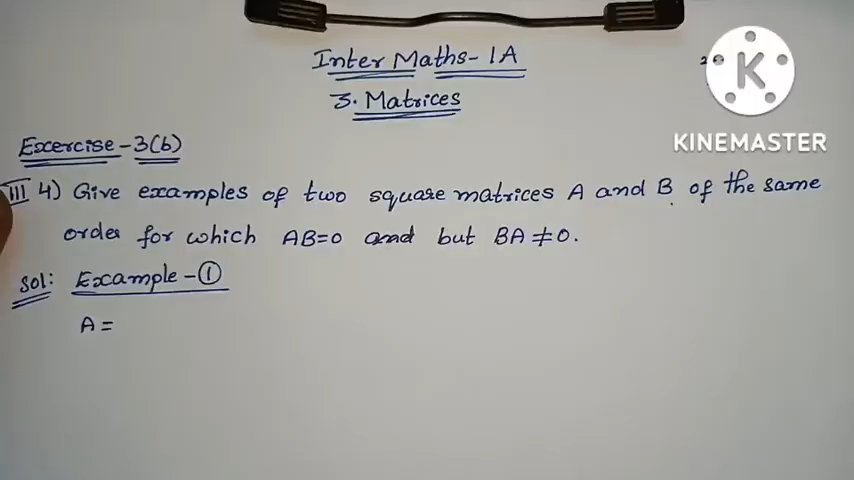 Inter Maths-1A
3. Matrices
KINEMASTER
Excercise-3(b)
III 4) Give examples of two square matrices A and B of the same
order for which AB=0 and but BA≠0.
Sol: Example-①
A=